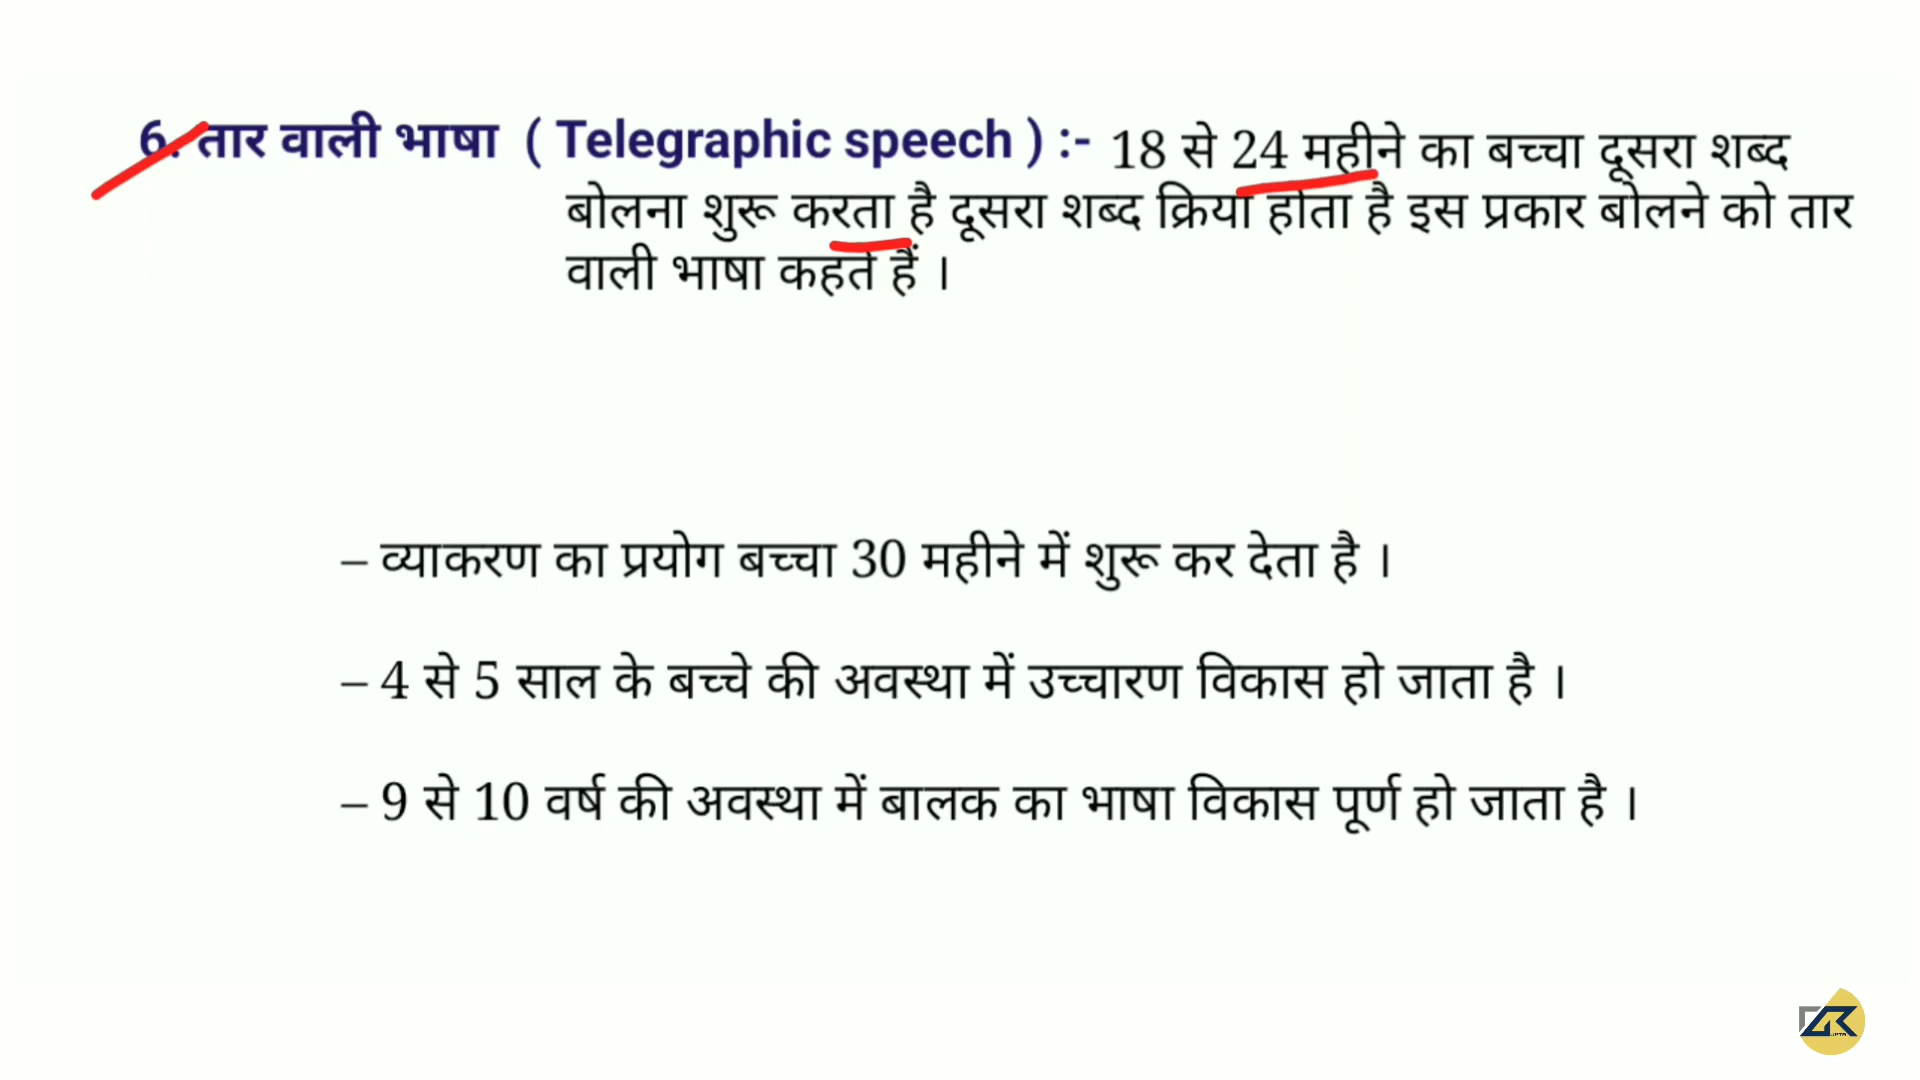 6. तार वाली भाषा ( Telegraphic speech ) :- 18 से 24 महीने का बच्चा दूसरा शब्द
बोलना शुरू करता है दूसरा शब्द क्रिया होता है इस प्रकार बोलने को तार
वाली भाषा कहते हैं ।
– व्याकरण का प्रयोग बच्चा 30 महीने में शुरू कर देता है ।
– 4 से 5 साल के बच्चे की अवस्था में उच्चारण विकास हो जाता है ।
– 9 से 10 वर्ष की अवस्था में बालक का भाषा विकास पूर्ण हो जाता है ।